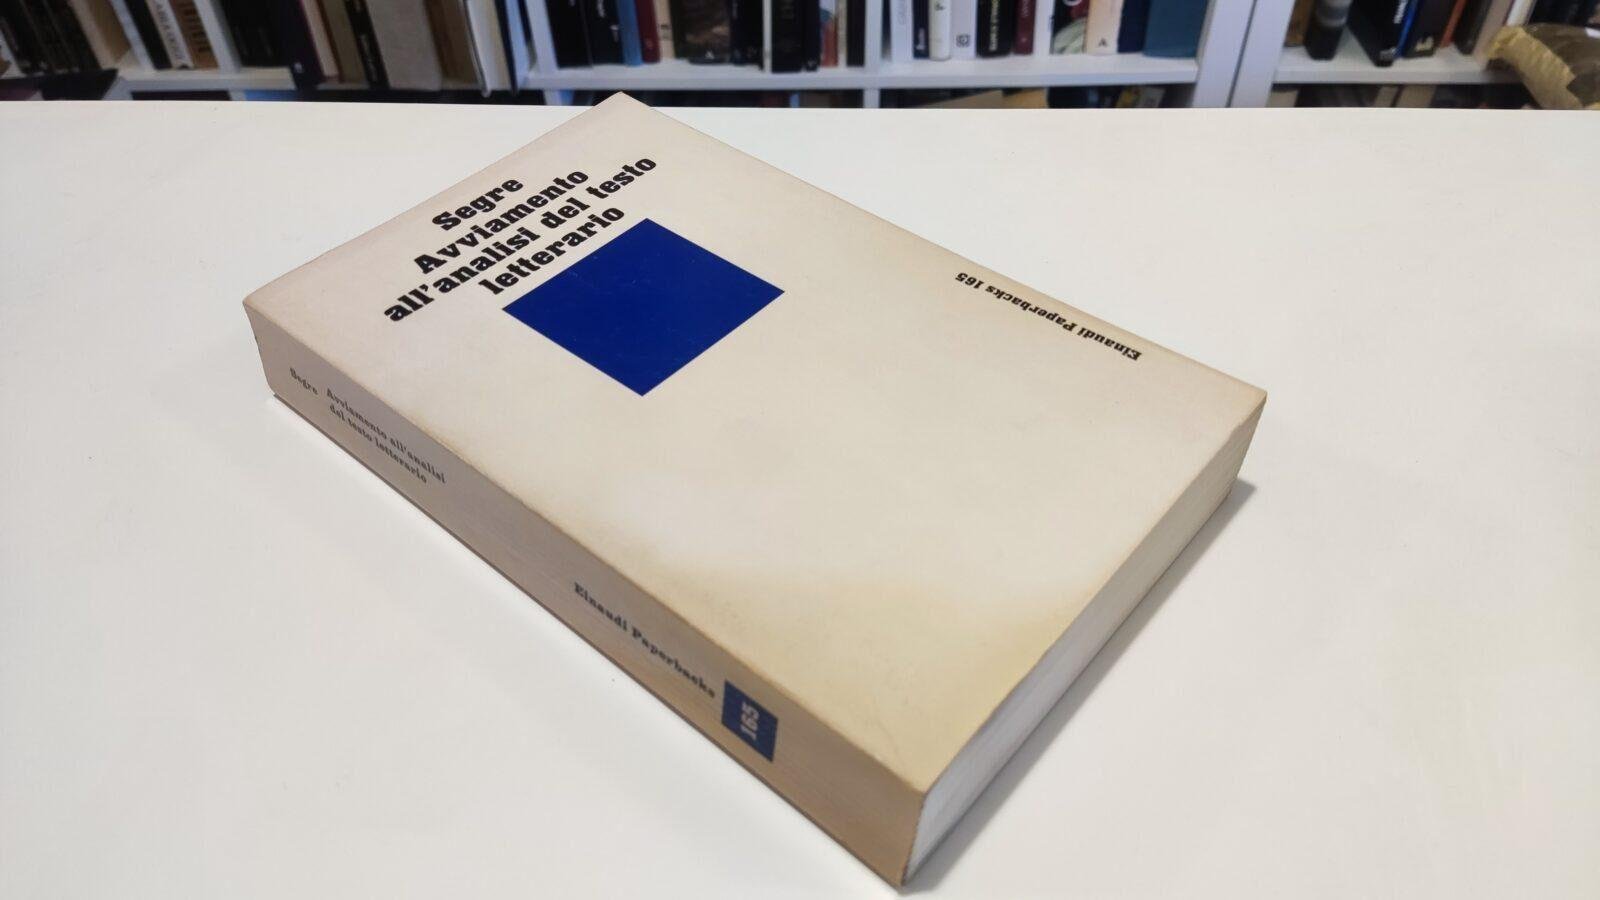 Segre
Avviamento
all'analisi del testo
letterario
Einaudi Paperbacks 165
Segre Avviamento all'analisi
del testo letterario
Einaudi Paperbacks
165